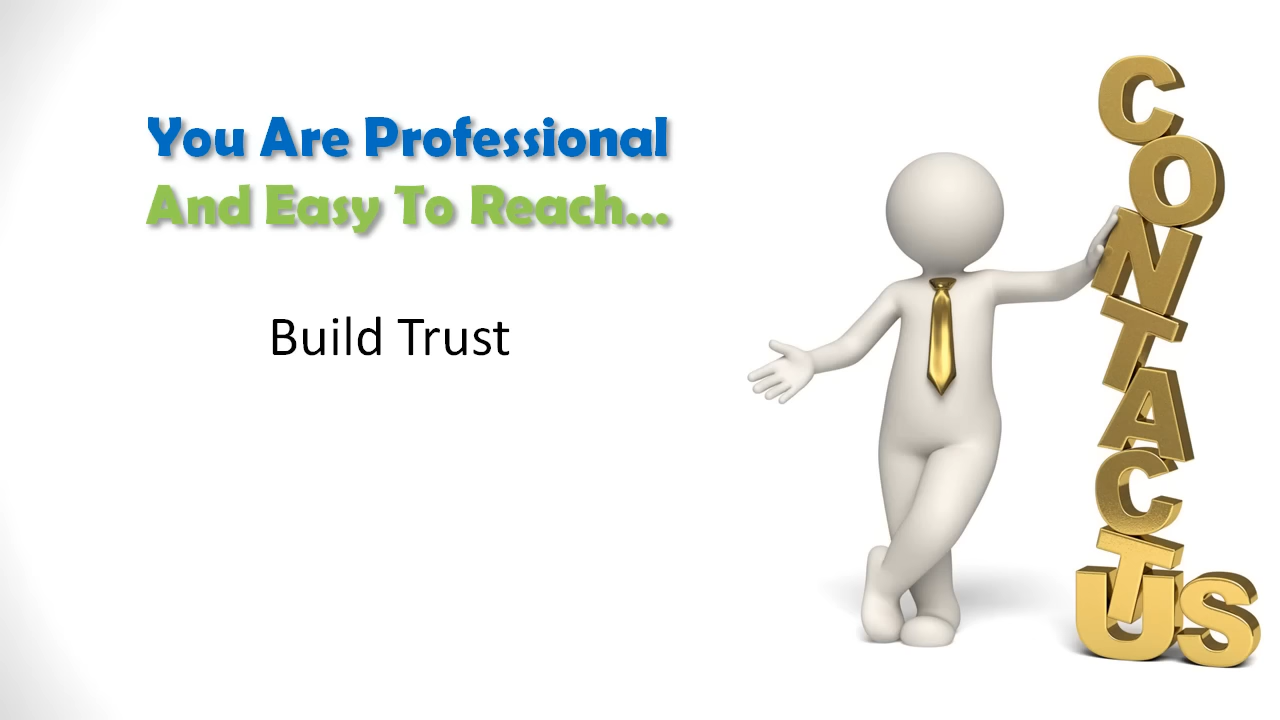 You Are Professional
And Easy To Reach...
Build Trust
CONTACT
US